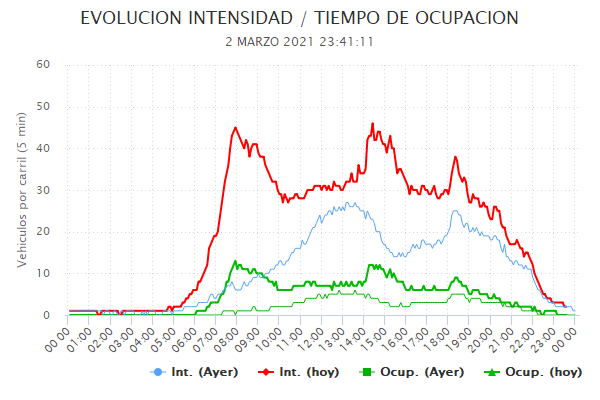 EVOLUCION INTENSIDAD / TIEMPO DE OCUPACION
2 MARZO 2021 23:41:11
Vehiculos por carril (5 min)
60
50
40
30
20
10
0
00:00 01:00 02:00 03:00 04:00 05:00 06:00 07:00 08:00 09:00 10:00 11:00 12:00 13:00 14:00 15:00 16:00 17:00 18:00 19:00 20:00 21:00 22:00 23:00 00:00
Int. (Ayer) Int. (hoy) Ocup. (Ayer) Ocup. (hoy)